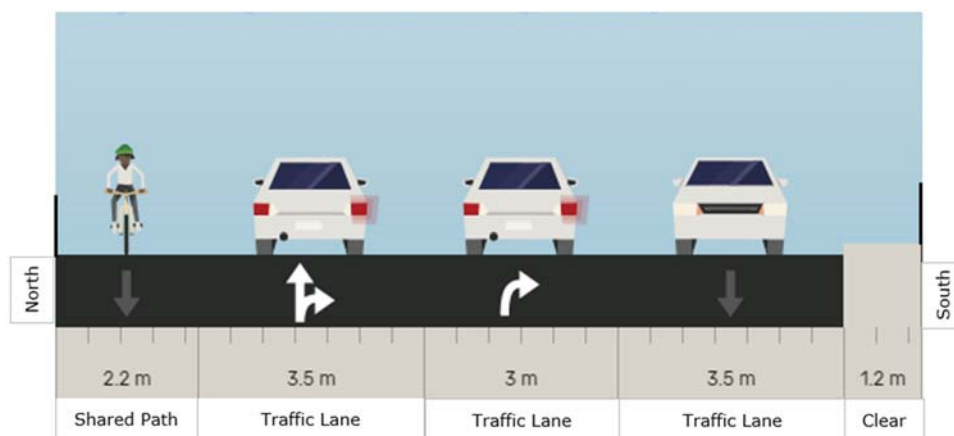 North
South
2.2 m
3.5 m
3 m
3.5 m
1.2 m
Shared Path
Traffic Lane
Traffic Lane
Traffic Lane
Clear